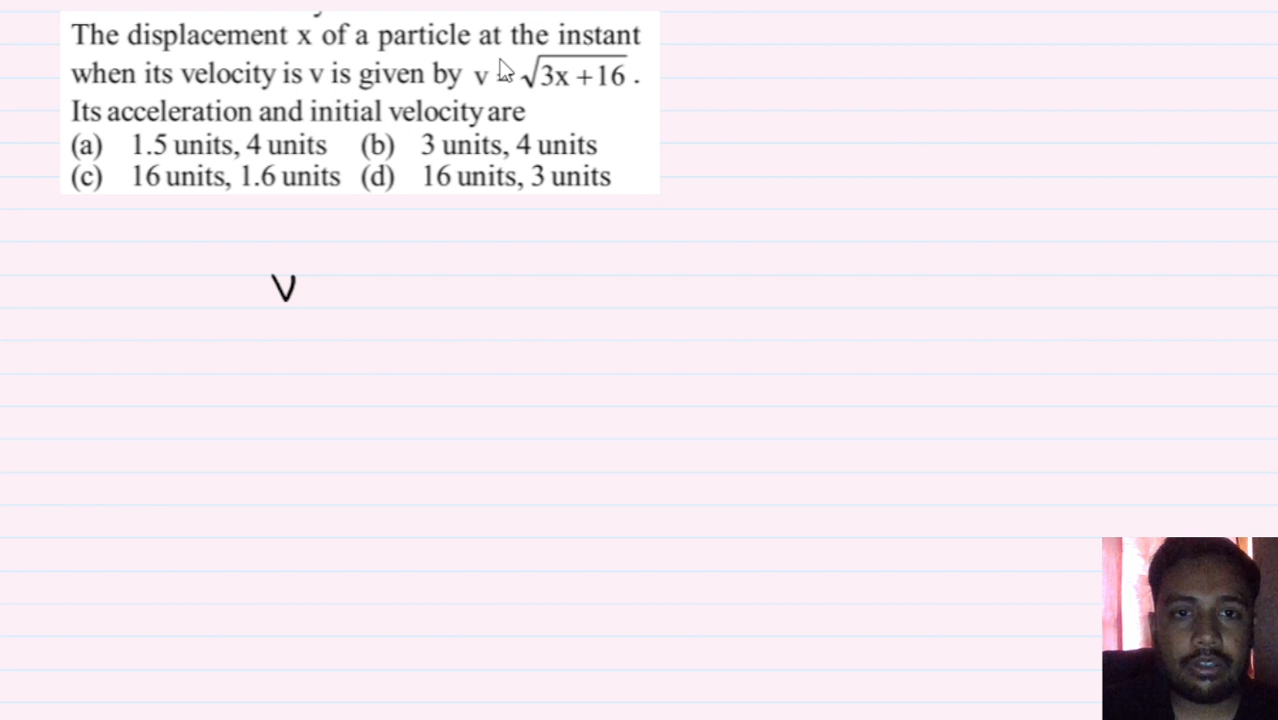 The displacement x of a particle at the instant
when its velocity is v is given by v = √3x + 16 .
Its acceleration and initial velocity are
(a) 1.5 units, 4 units (b) 3 units, 4 units
(c) 16 units, 1.6 units (d) 16 units, 3 units
V